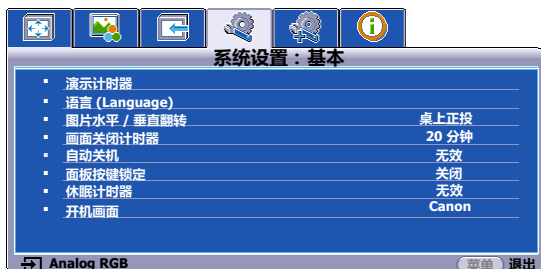 系统设置：基本
演示计时器
语言 (Language)
图片水平 / 垂直翻转 桌上正投
画面关闭计时器 20 分钟
自动关机 无效
面板按键锁定 关闭
休眠计时器 无效
开机画面 Canon
Analog RGB 菜单 退出